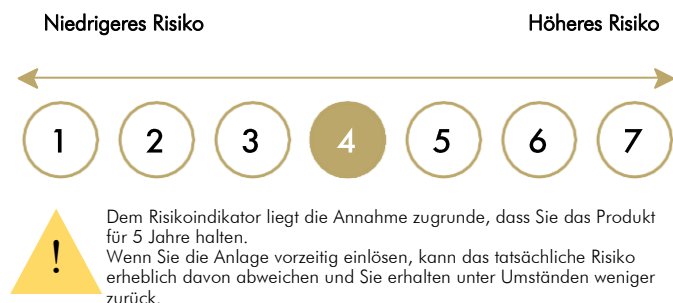 Niedrigeres Risiko Höheres Risiko
1 2 3 4 5 6 7
! Dem Risikoindikator liegt die Annahme zugrunde, dass Sie das Produkt
für 5 Jahre halten.
Wenn Sie die Anlage vorzeitig einlösen, kann das tatsächliche Risiko
erheblich davon abweichen und Sie erhalten unter Umständen weniger
zurück.